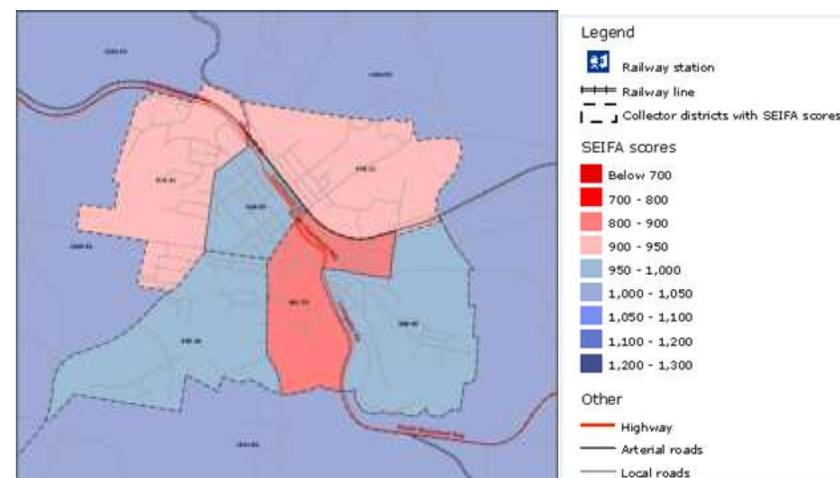 Legend
Railway station
Railway line
Collector districts with SEIFA scores
SEIFA scores
Below 700
700 - 800
800 - 900
900 - 950
950 - 1,000
1,000 - 1,050
1,050 - 1,100
1,100 - 1,200
1,200 - 1,300
Other
Highway
Arterial roads
Local roads